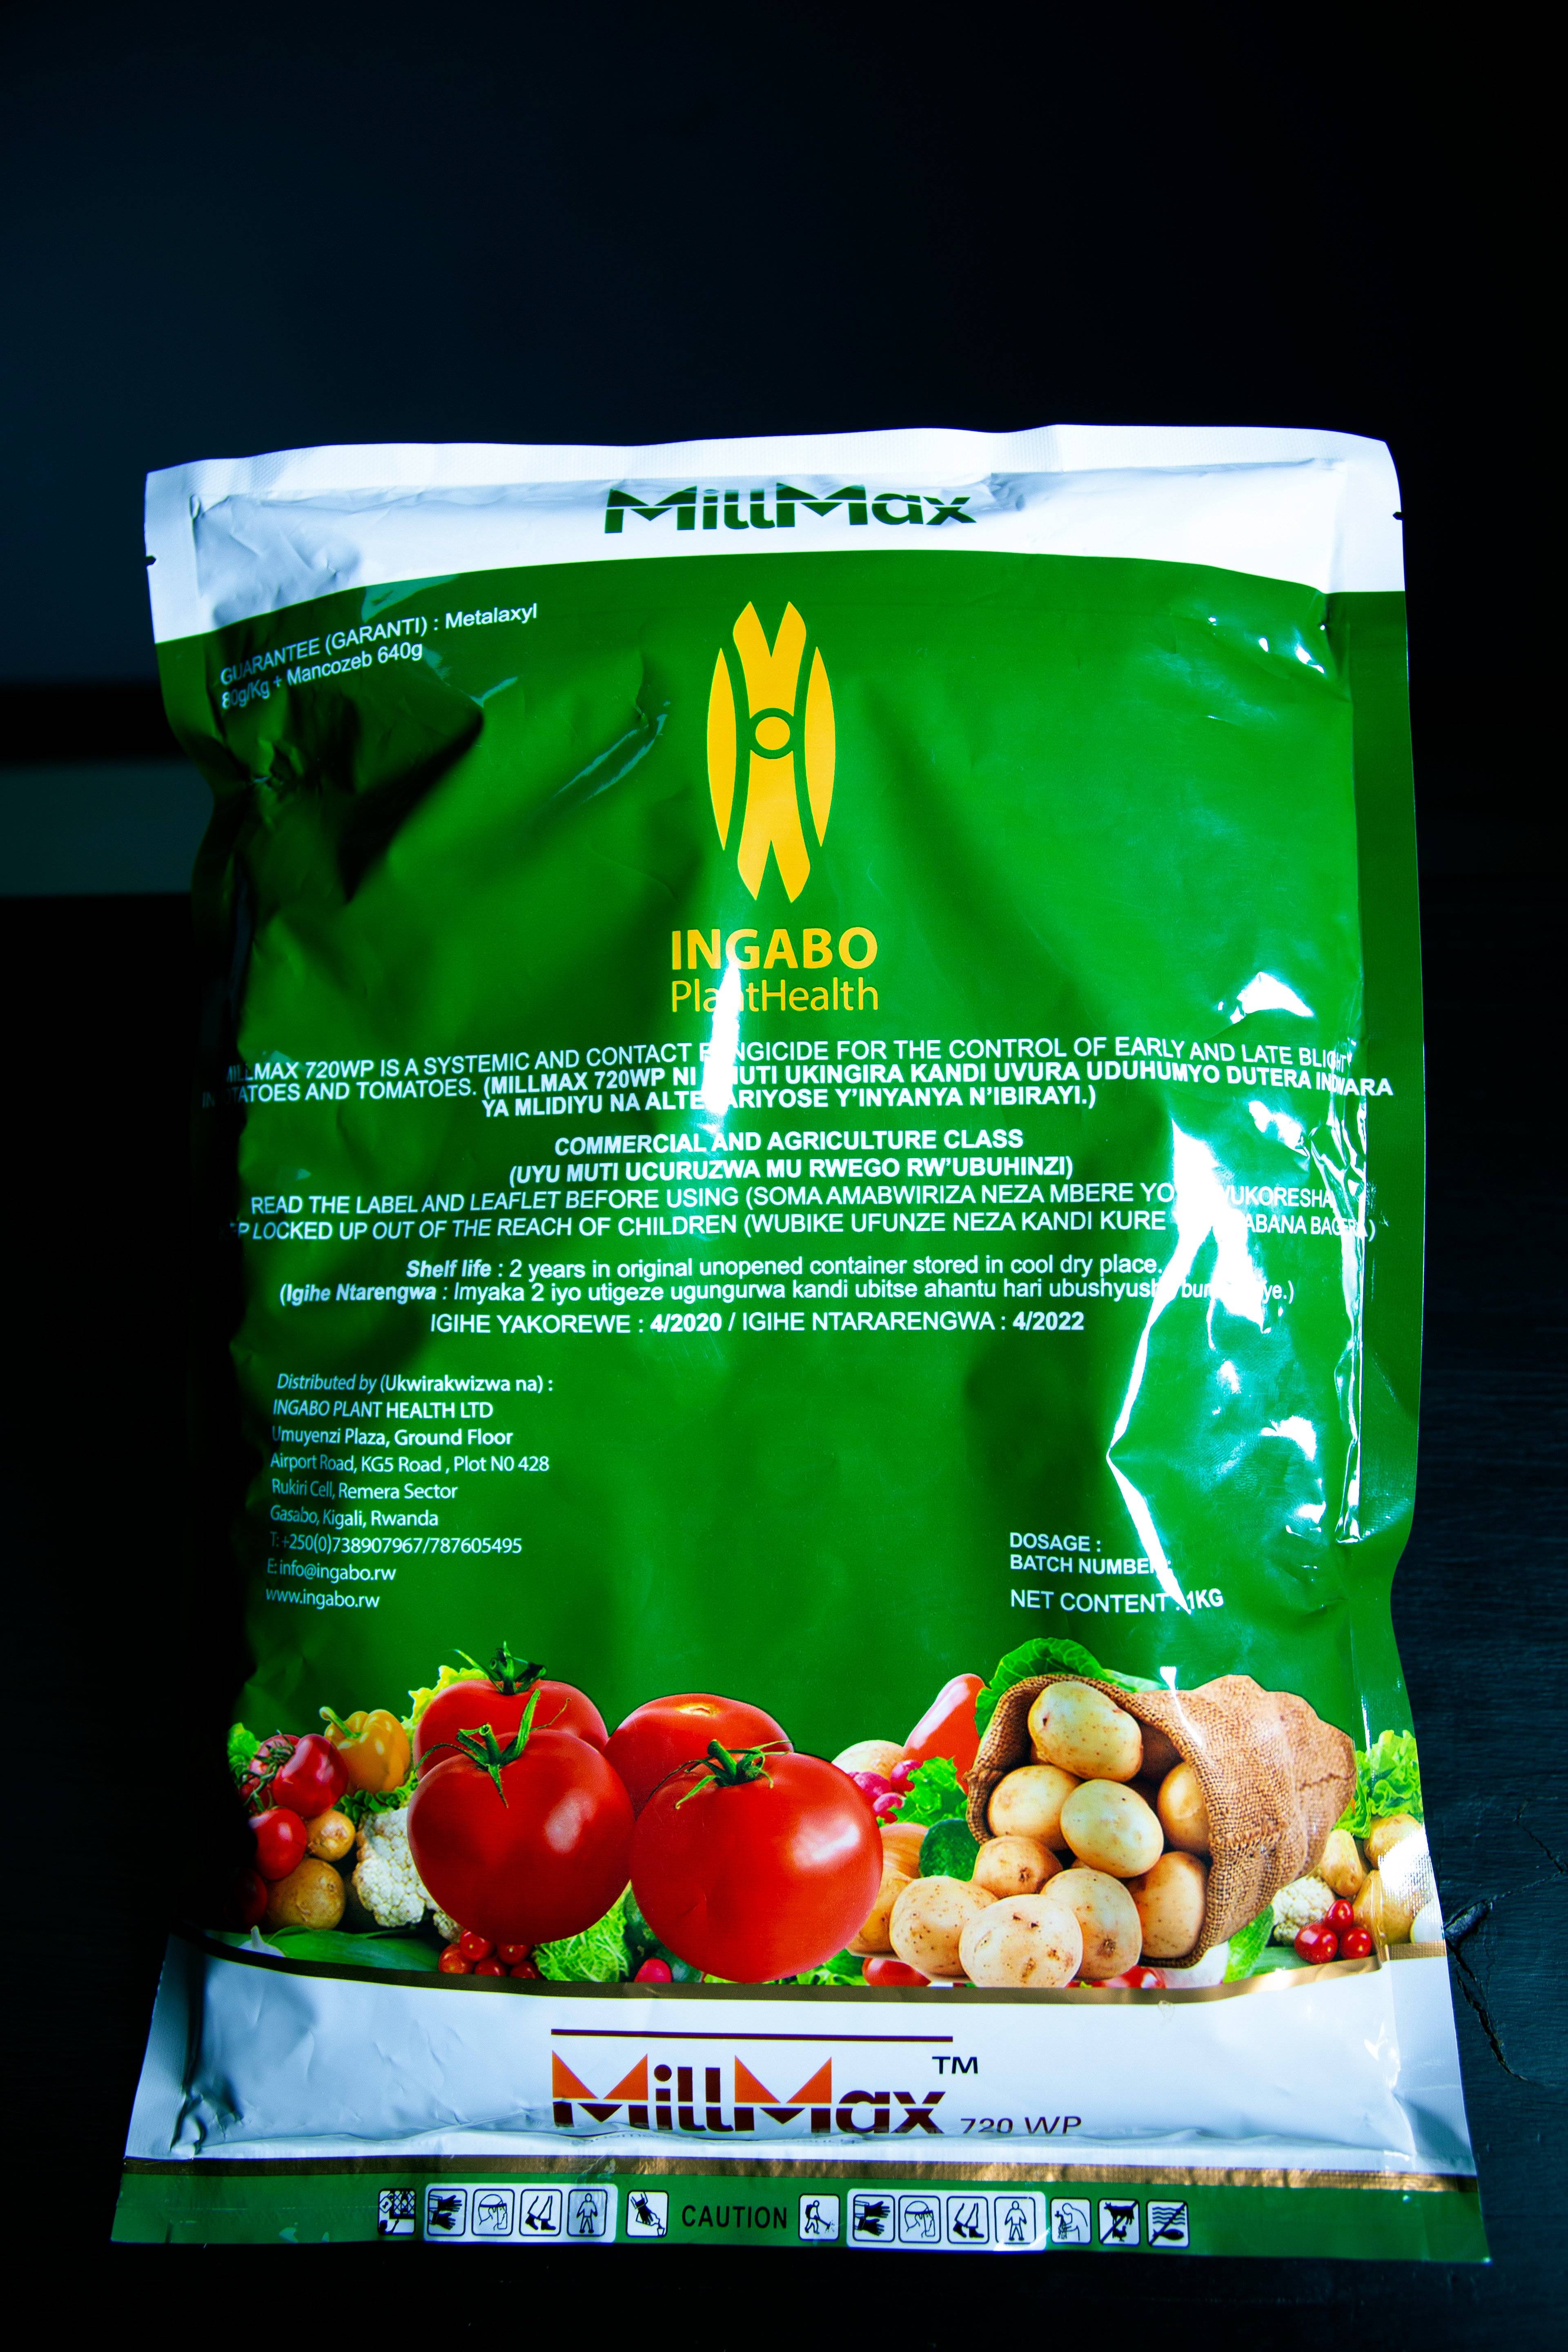 MillMax
GUARANTEE (GARANTI) : Metalaxyl
80g/Kg + Mancozeb 640g
INGABO
PlantHealth
MILLMAX 720WP IS A SYSTEMIC AND CONTACT FUNGICIDE FOR THE CONTROL OF EARLY AND LATE BLIGHT
IN POTATOES AND TOMATOES. (MILLMAX 720WP NI UKINGIRA KANDI UVURA UDUHUMYO DUTERA INDWARA
YA MLIDIYU NA Y'INYANYA N'IBIRAYI.)
COMMERCIAL AND AGRICULTURE CLASS
(UYU MUTI UCURUZWA MU RWEGO RW'UBUHINZI)
READ THE LABEL AND LEAFLET BEFORE USING (SOMA AMABWIRIZA NEZA MBERE
LOCKED UP OUT OF THE REACH OF CHILDREN (WUBIKE UFUNZE NEZA KANDI KURE
Shelf life : 2 years in original unopened container stored in cool dry place.
(Igihe Ntarengwa : Imyaka 2 iyo utigeze ugungurwa kandi ubitse ahantu hari
IGIHE YAKOREWE : 4/2020 / IGIHE NTARARENGWA : 4/2022
Distributed by (Ukwirakwizwa na) :
INGABO PLANT HEALTH LTD
Umuyenzi Plaza, Ground Floor
Airport Road, KG5 Road , Plot N0 428
Rukiri Cell, Remera Sector
Gasabo, Kigali, Rwanda
T: +250(0)738907967/787605495
E: info@ingabo.rw
www.ingabo.rw
DOSAGE :
BATCH NUMBER :
NET CONTENT : 1KG
MillMax™
720 WP
CAUTION